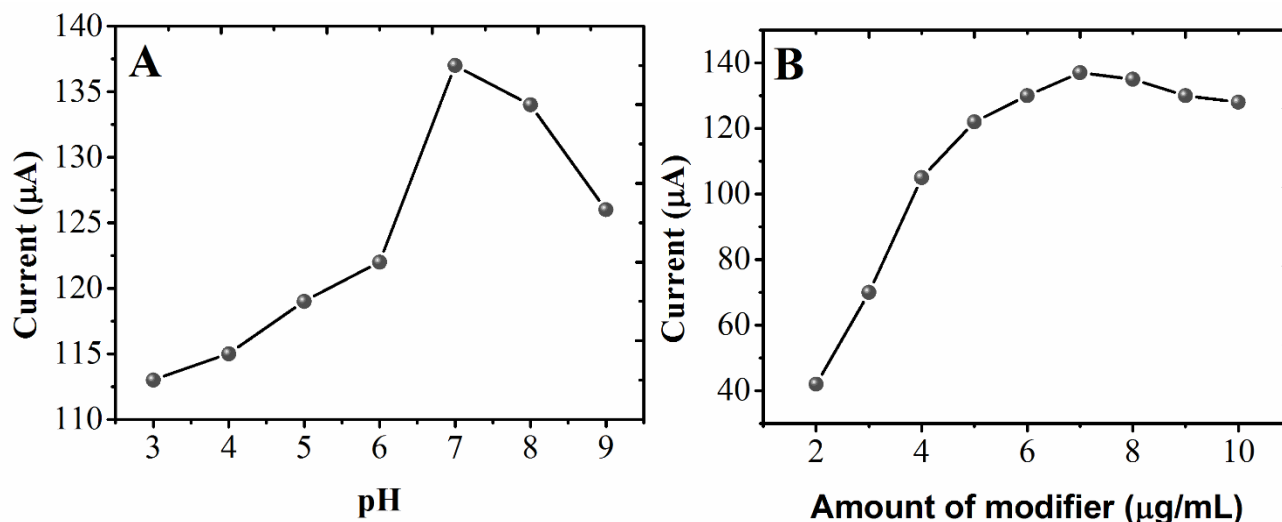 A
Current (μA)
140
135
130
125
120
115
110
3 4 5 6 7 8 9
pH
B
Current (μA)
140
120
100
80
60
40
2 4 6 8 10
Amount of modifier (μg/mL)